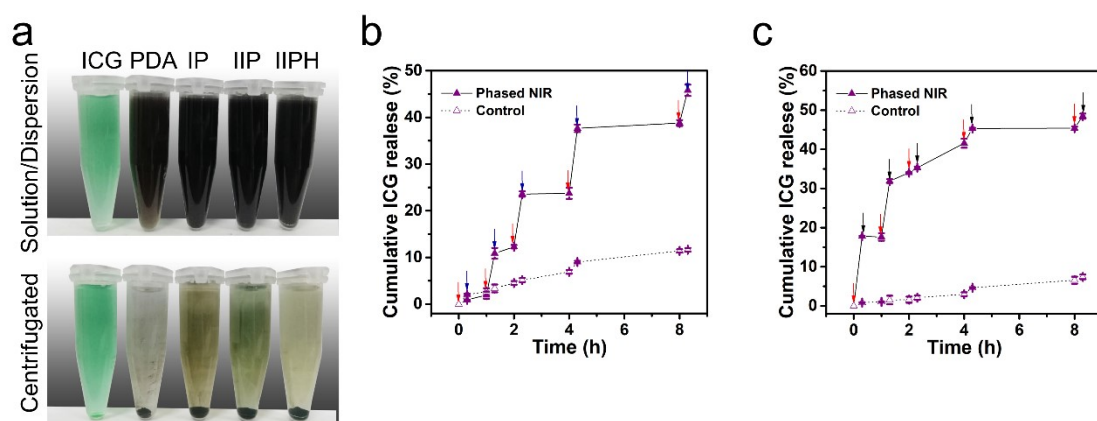 a
ICG PDA IP IIP IIPH
Solution/Dispersion
Centrifugated
b
Cumulative ICG realese (%)
50
40
30
20
10
0
Phased NIR
Control
0 2 4 6 8
Time (h)
c
Cumulative ICG realese (%)
60
50
40
30
20
10
0
Phased NIR
Control
0 2 4 6 8
Time (h)